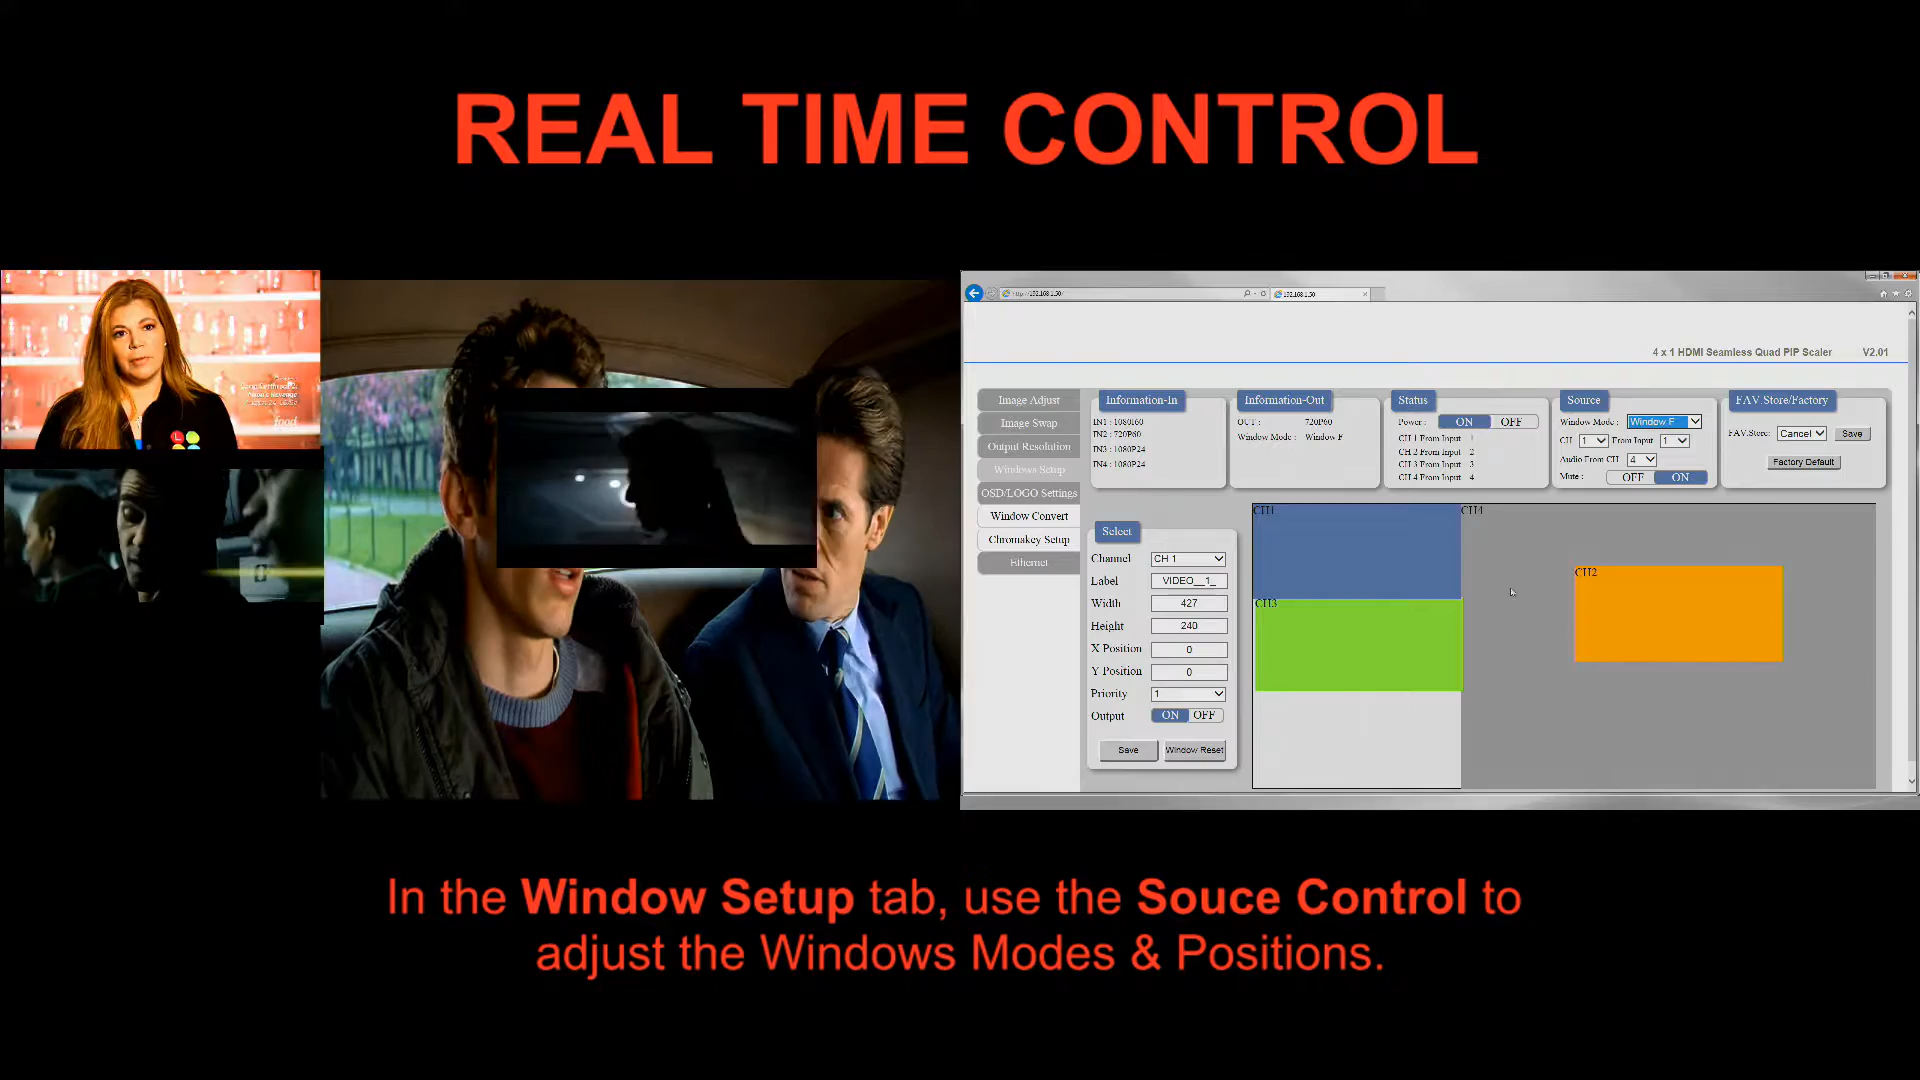 REAL TIME CONTROL
food
192.168.1.50
4 x 1 HDMI Seamless Quad PIP Scaler V2.01
Image Adjust
Image Swap
Output Resolution
Windows Setup
OSD/LOGO Settings
Window Convert
Chromakey Setup
Ethernet
Information-In
IN1 : 1080I60
IN2 : 720P60
IN3 : 1080P24
IN4 : 1080P24
Information-Out
OUT : 720P60
Window Mode : Window F
Status
Power : ON OFF
CH 1 From Input 1
CH 2 From Input 2
CH 3 From Input 3
CH 4 From Input 4
Source
Window Mode : Window F
CH 1 From Input 1
Audio From CH 4
Mute : OFF ON
FAV.Store/Factory
FAV.Store: Cancel Save
Factory Default
Select
Channel CH 1
Label VIDEO__1_
Width 427
Height 240
X Position 0
Y Position 0
Priority 1
Output ON OFF
Save Window Reset
CH1
CH4
CH2
CH3
In the Window Setup tab, use the Souce Control to
adjust the Windows Modes & Positions.